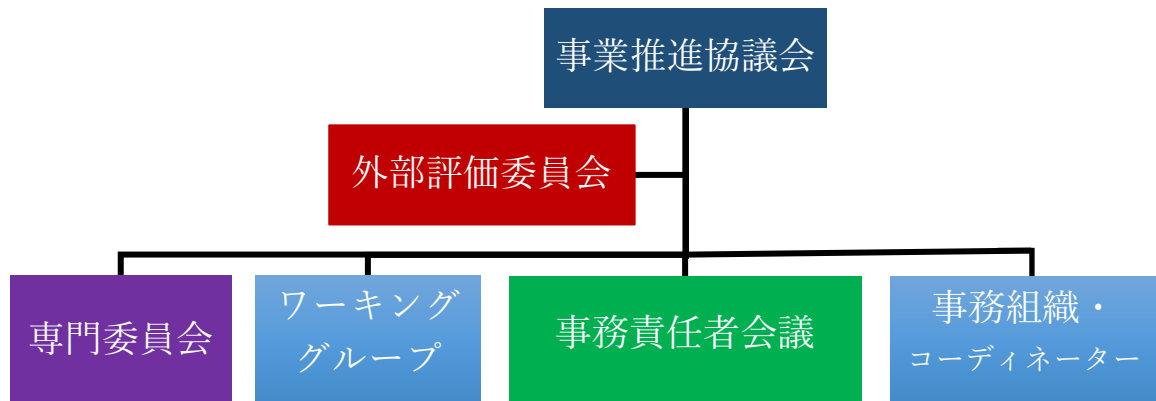 事業推進協議会
外部評価委員会
専門委員会
ワーキング
グループ
事務責任者会議
事務組織・
コーディネーター